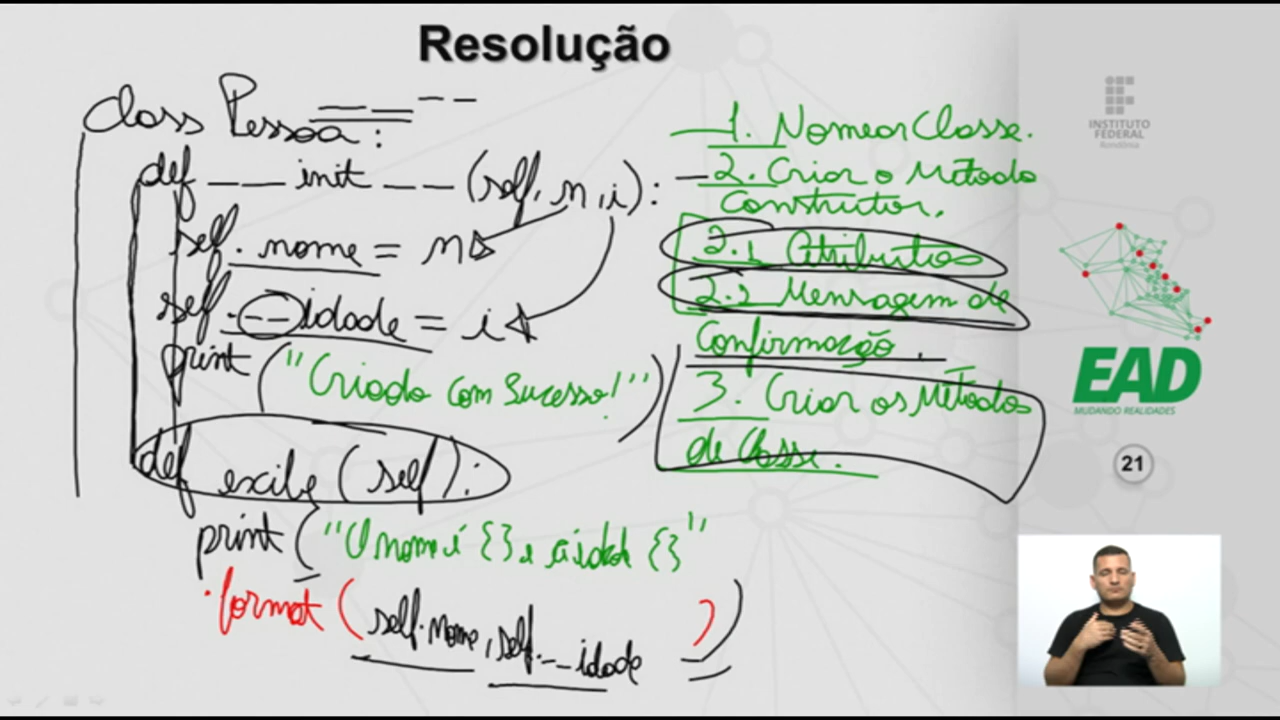 Resolução
class Pessoa:
def __init__(self, n, i):
self.nome = n
self.__idade = i
print("Criado com Sucesso!")
def exibe(self):
print("O nome é {} e a idade {}"
.format(self.nome, self.__idade))
1. Nomear Classe.
2. Criar o Método
Construtor.
2.1 Atributos
2.2 Mensagem de
Confirmação.
3. Criar os Métodos
de Classe.
INSTITUTO
FEDERAL
Rondônia
EAD
MUDANDO REALIDADES
21